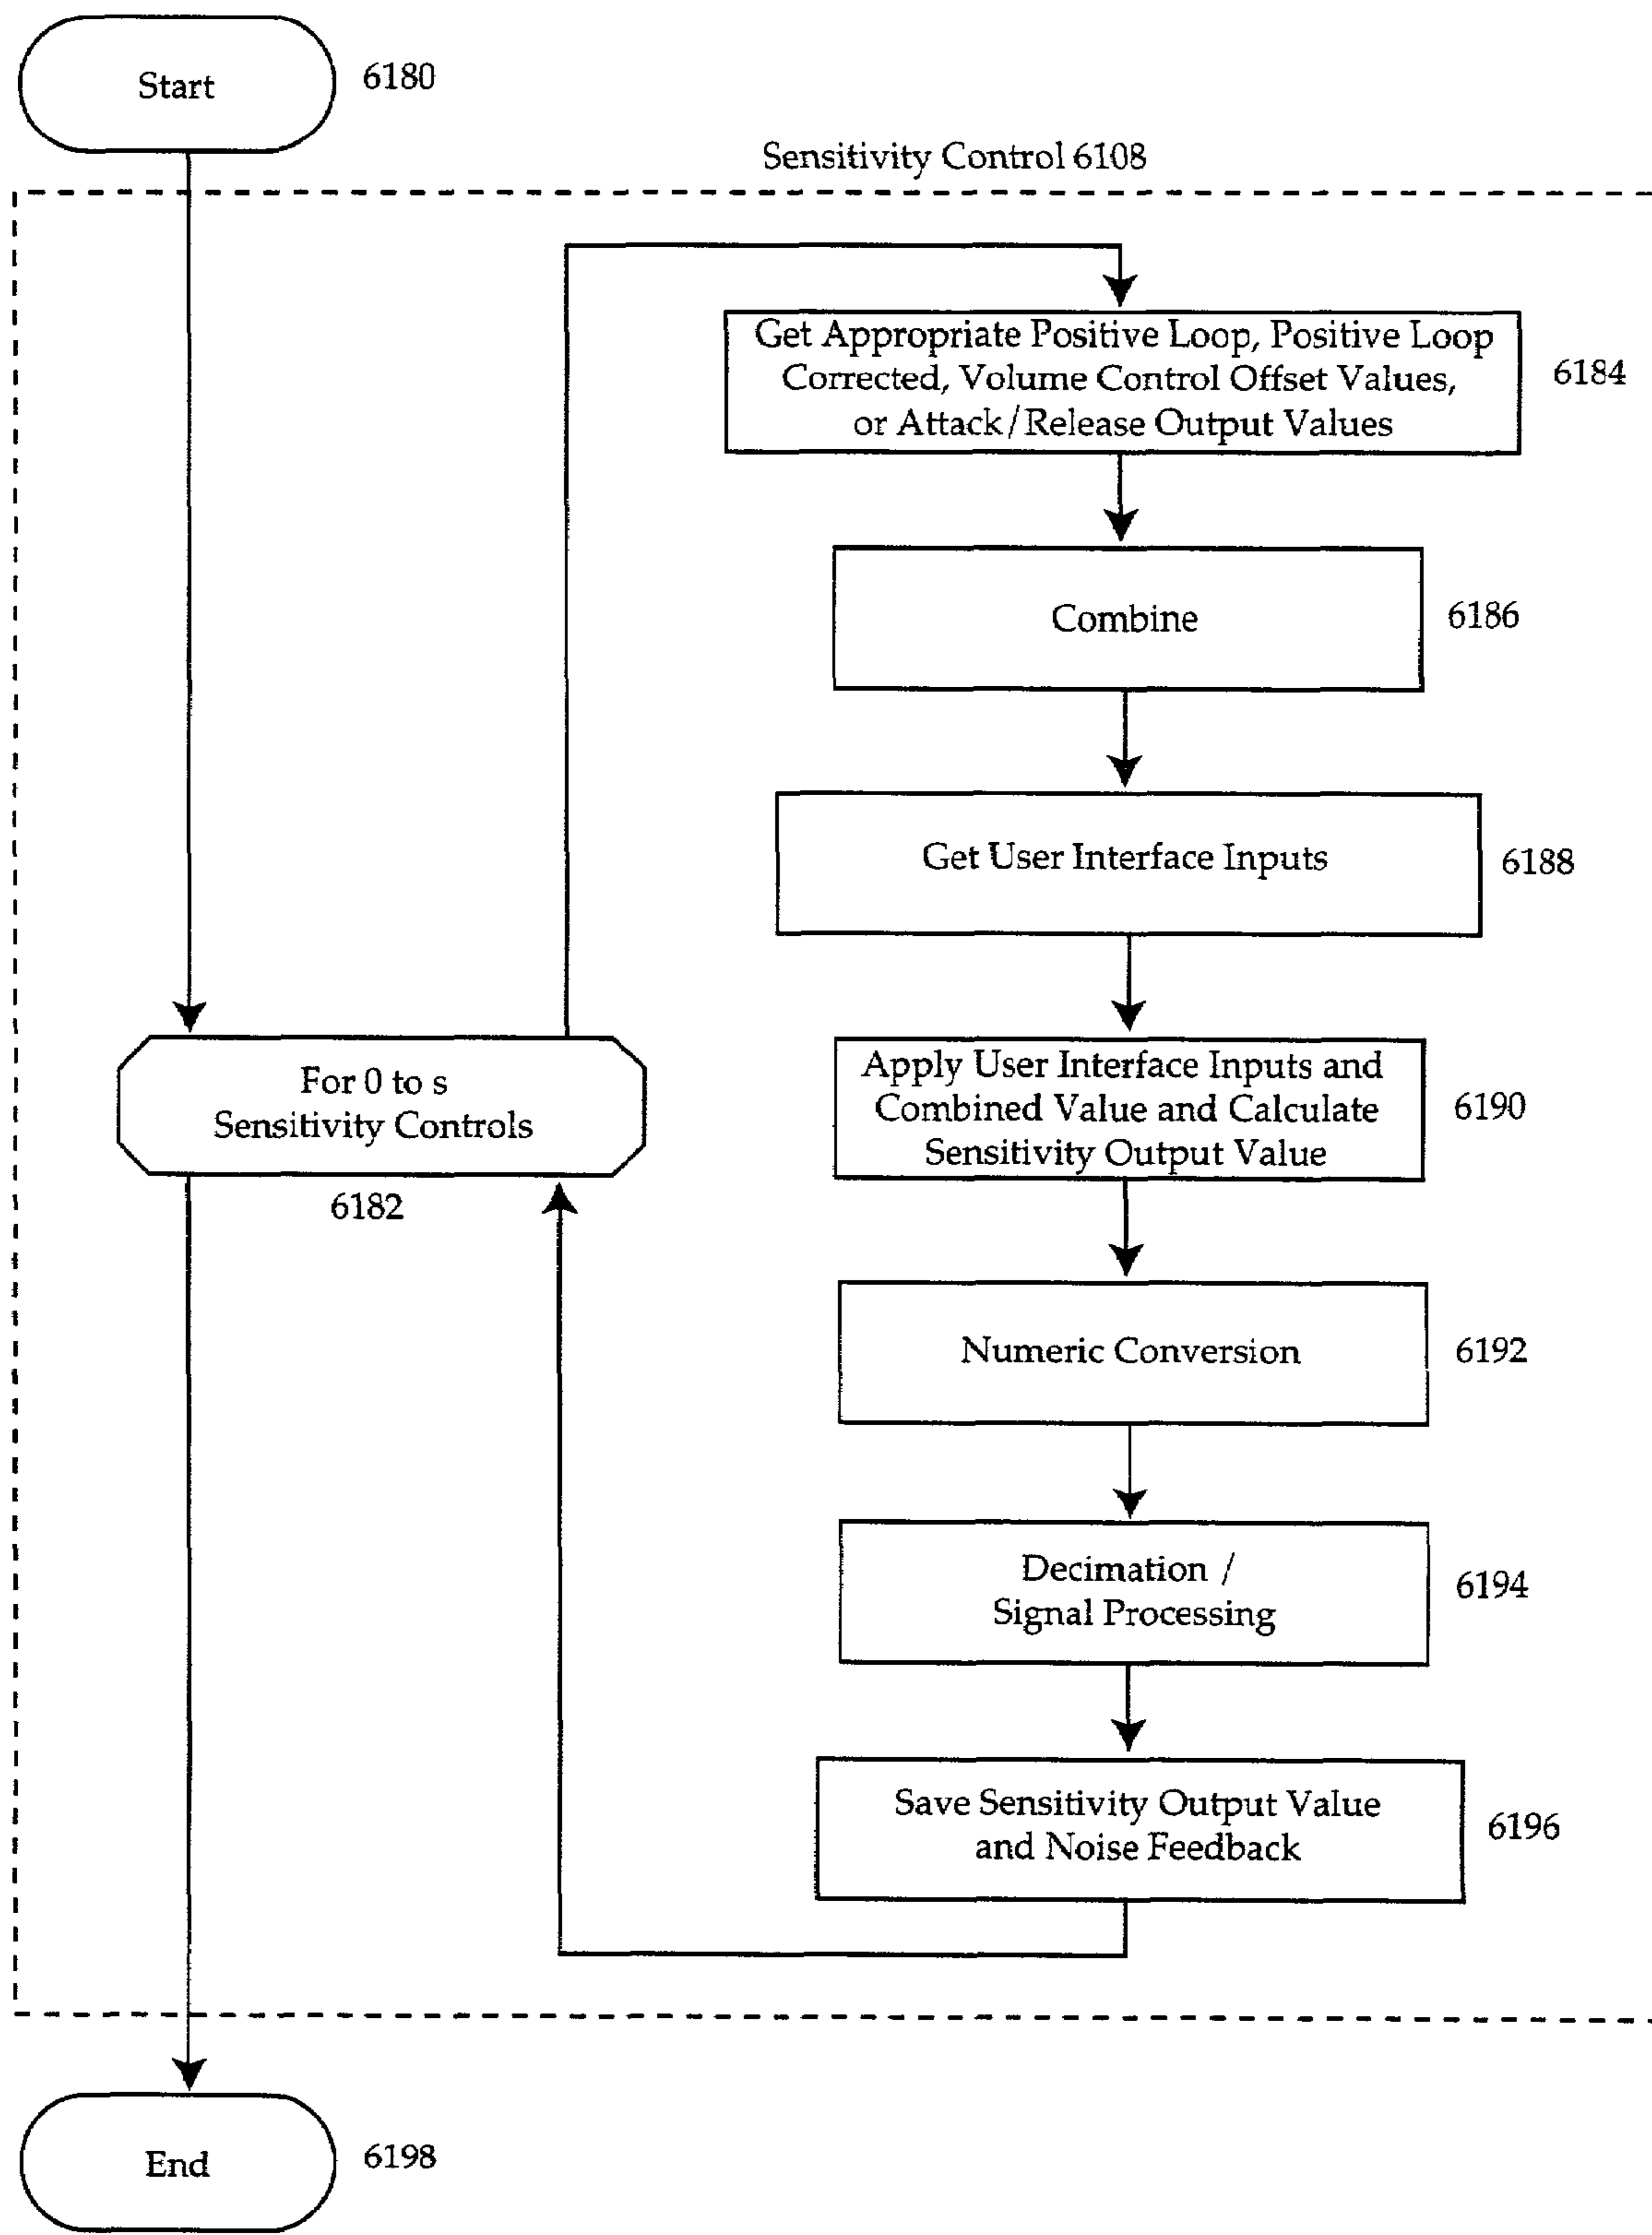 Start
6180
Sensitivity Control 6108
Get Appropriate Positive Loop, Positive Loop
Corrected, Volume Control Offset Values,
or Attack/Release Output Values
6184
Combine
6186
Get User Interface Inputs
6188
For 0 to s
Sensitivity Controls
6182
Apply User Interface Inputs and
Combined Value and Calculate
Sensitivity Output Value
6190
Numeric Conversion
6192
Decimation /
Signal Processing
6194
Save Sensitivity Output Value
and Noise Feedback
6196
End
6198